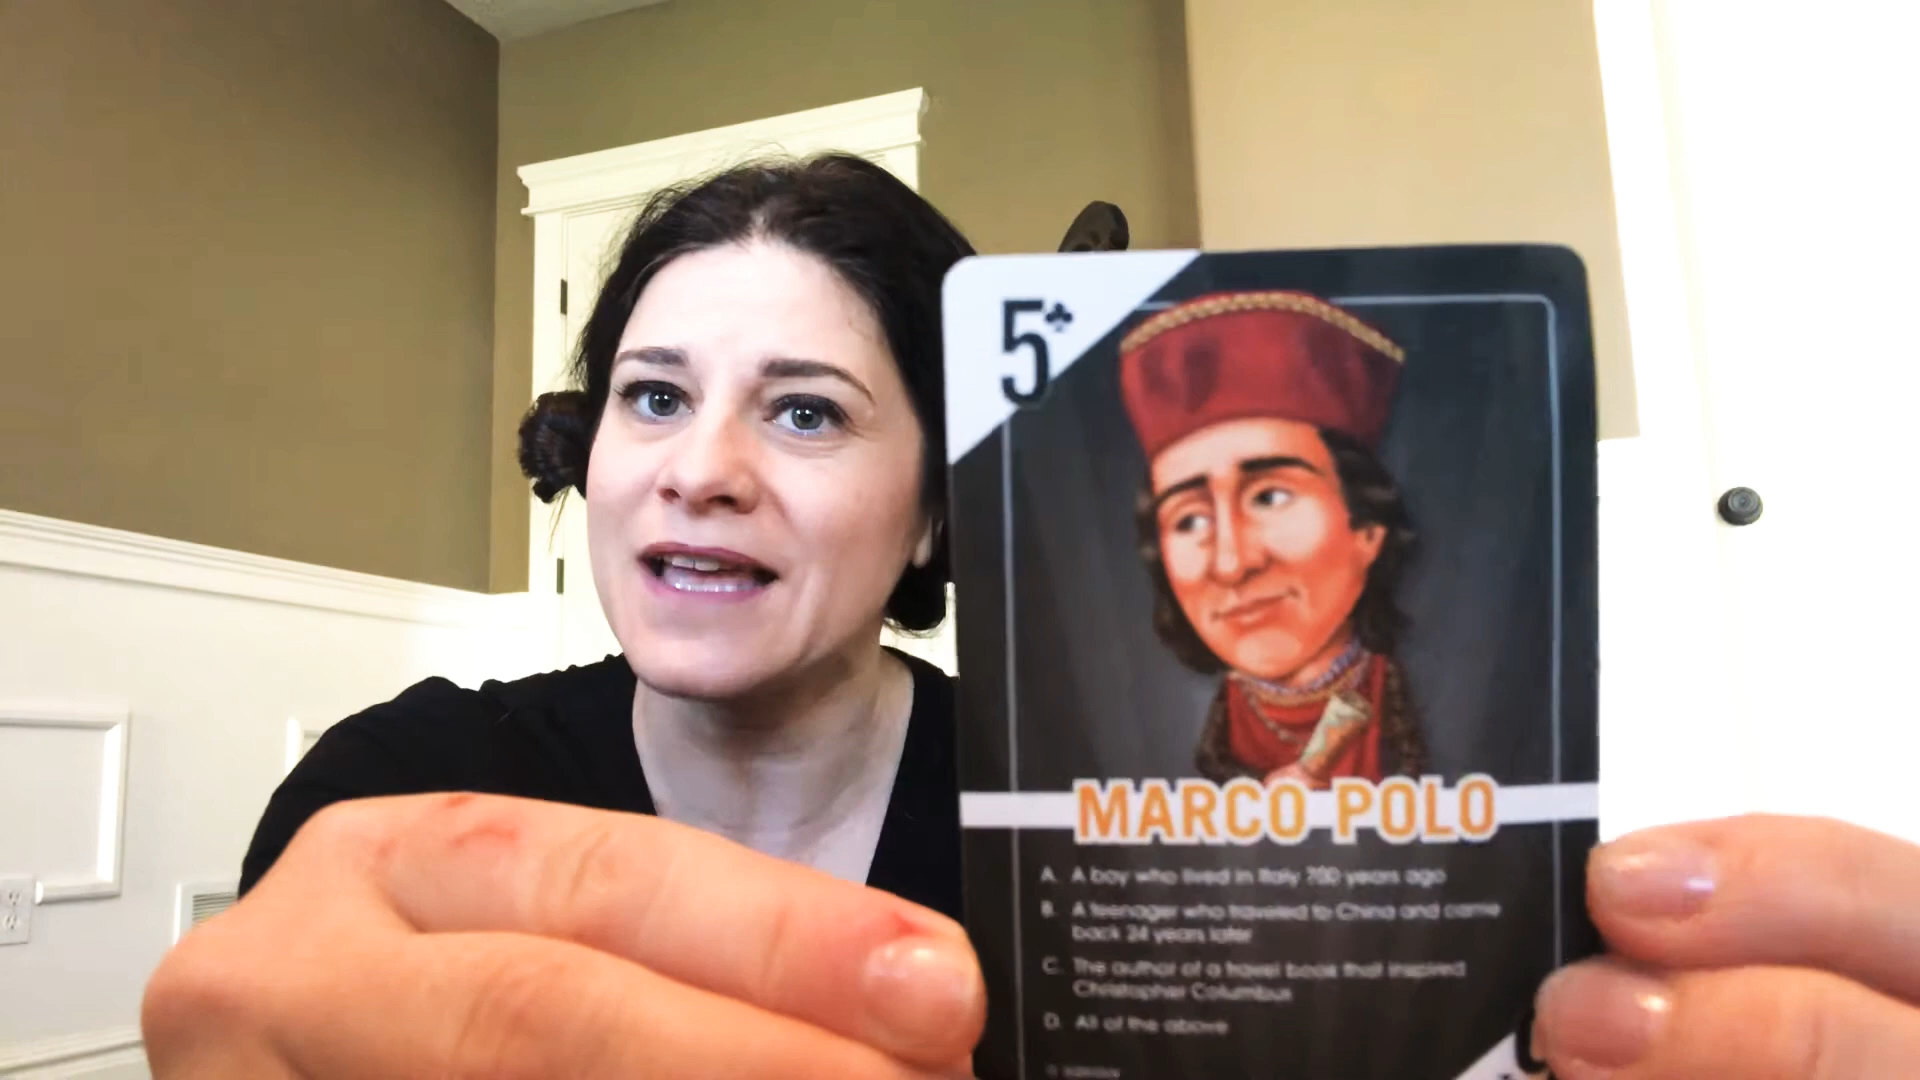 5♣
MARCO POLO
A. A boy who lived in Italy 700 years ago
B. A teenager who traveled to China and came
back 24 years later
C. The author of a travel book that inspired
Christopher Columbus
D. All of the above